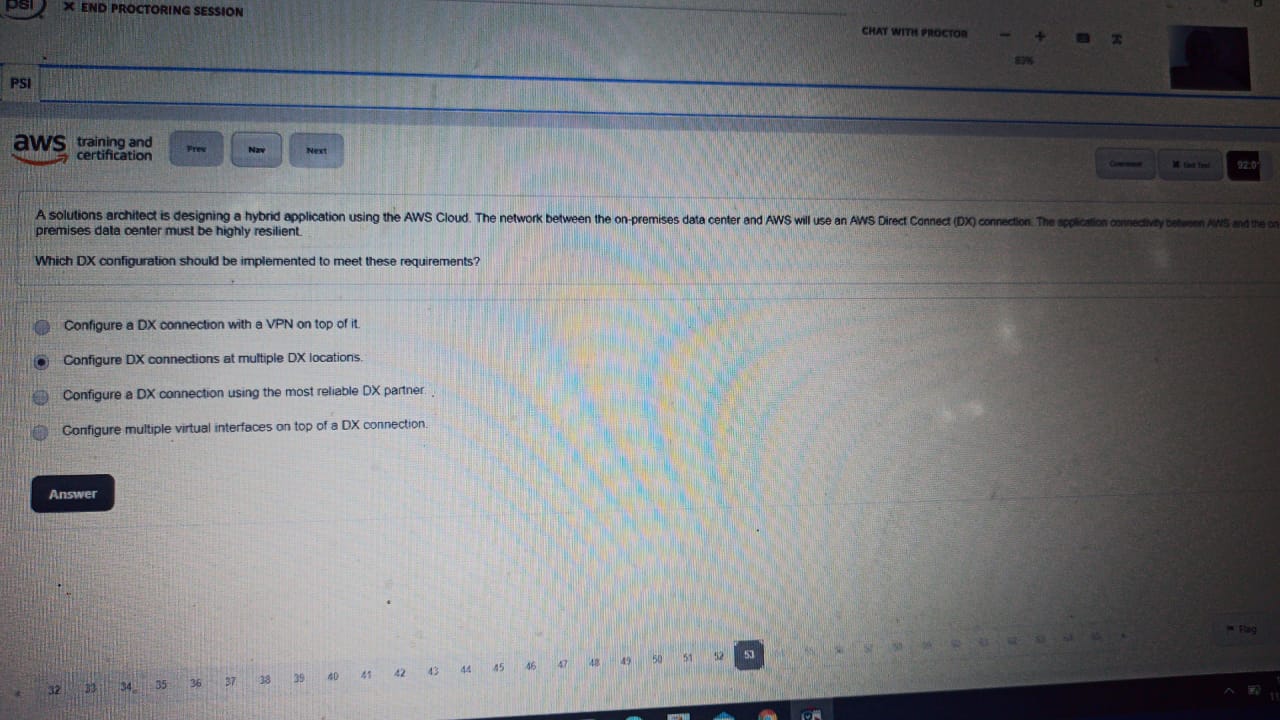 psi
× END PROCTORING SESSION
CHAT WITH PROCTOR
− +
83%
PSI
aws training and
certification
Prev
Nav
Next
Comment
92:0
A solutions architect is designing a hybrid application using the AWS Cloud. The network between the on-premises data center and AWS will use an AWS Direct Connect (DX) connection. The application connectivity between AWS and the on
premises data center must be highly resilient.
Which DX configuration should be implemented to meet these requirements?
Configure a DX connection with a VPN on top of it.
Configure DX connections at multiple DX locations.
Configure a DX connection using the most reliable DX partner.
Configure multiple virtual interfaces on top of a DX connection.
Answer
Flag
32 33 34 35 36 37 38 39 40 41 42 43 44 45 46 47 48 49 50 51 52 53